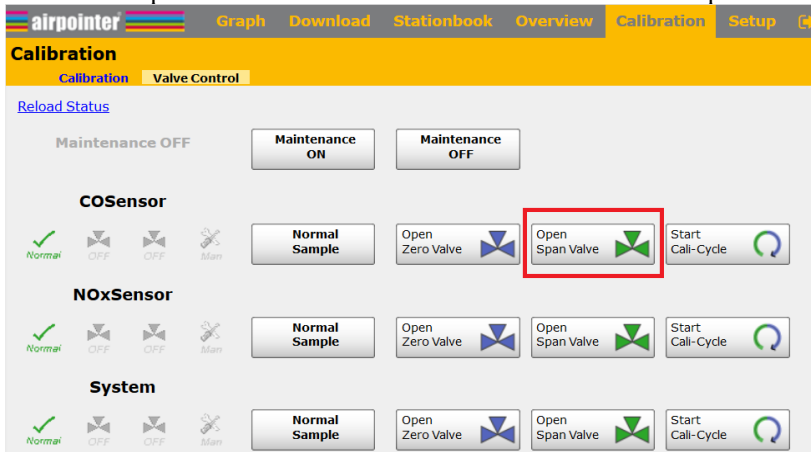 airpointer
Graph Download Stationbook Overview Calibration Setup
Calibration
Calibration Valve Control
Reload Status
Maintenance OFF
Maintenance ON
Maintenance OFF
COSensor
Normal OFF OFF Man
Normal Sample
Open Zero Valve
Open Span Valve
Start Cali-Cycle
NOxSensor
Normal OFF OFF Man
Normal Sample
Open Zero Valve
Open Span Valve
Start Cali-Cycle
System
Normal OFF OFF Man
Normal Sample
Open Zero Valve
Open Span Valve
Start Cali-Cycle